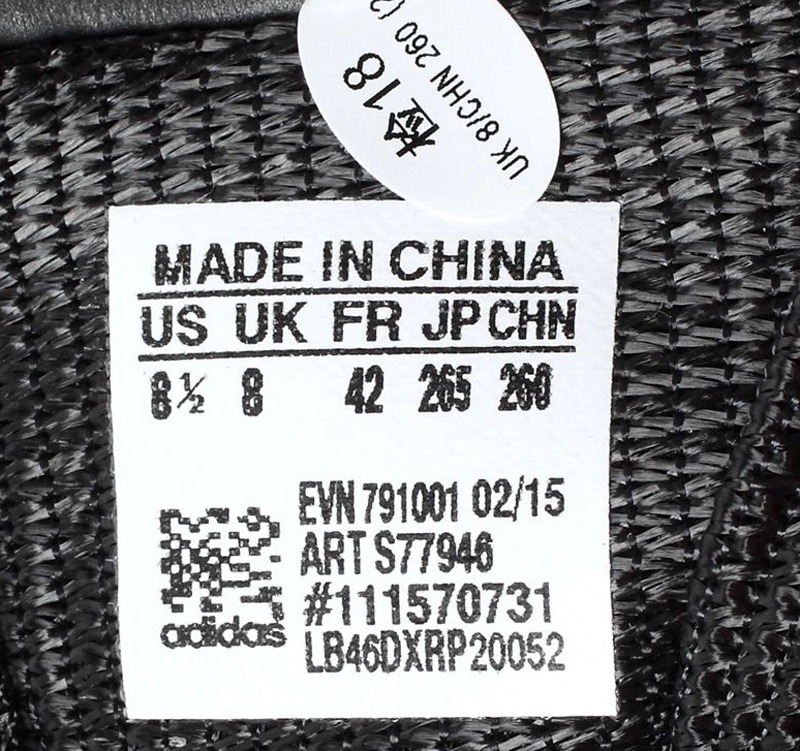 检18
UK 8/CHN 260 (2
MADE IN CHINA
US UK FR JP CHN
8½ 8 42 265 260
EVN 791001 02/15
ART S77946
#111570731
LB46DXRP20052
adidas